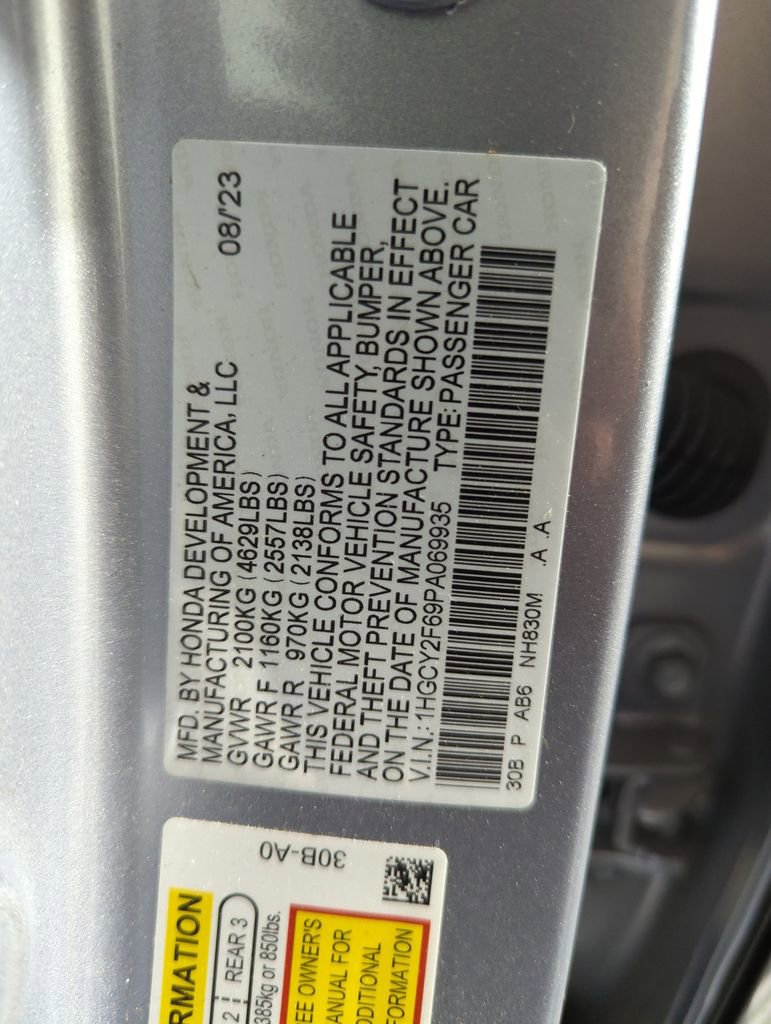 MFD. BY HONDA DEVELOPMENT &
MANUFACTURING OF AMERICA, LLC 08/'23
GVWR 2100KG (4629LBS)
GAWR F 1160KG (2557LBS)
GAWR R 970KG (2138LBS)
THIS VEHICLE CONFORMS TO ALL APPLICABLE
FEDERAL MOTOR VEHICLE SAFETY, BUMPER,
AND THEFT PREVENTION STANDARDS IN EFFECT
ON THE DATE OF MANUFACTURE SHOWN ABOVE.
V.I.N.:1HGCY2F69PA069935 TYPE:PASSENGER CAR
30B P AB6 NH830M .A .A
30B-A0
RMATION
2 REAR 3
385kg or 850lbs.
EE OWNER'S
ANUAL FOR
DDITIONAL
FORMATION